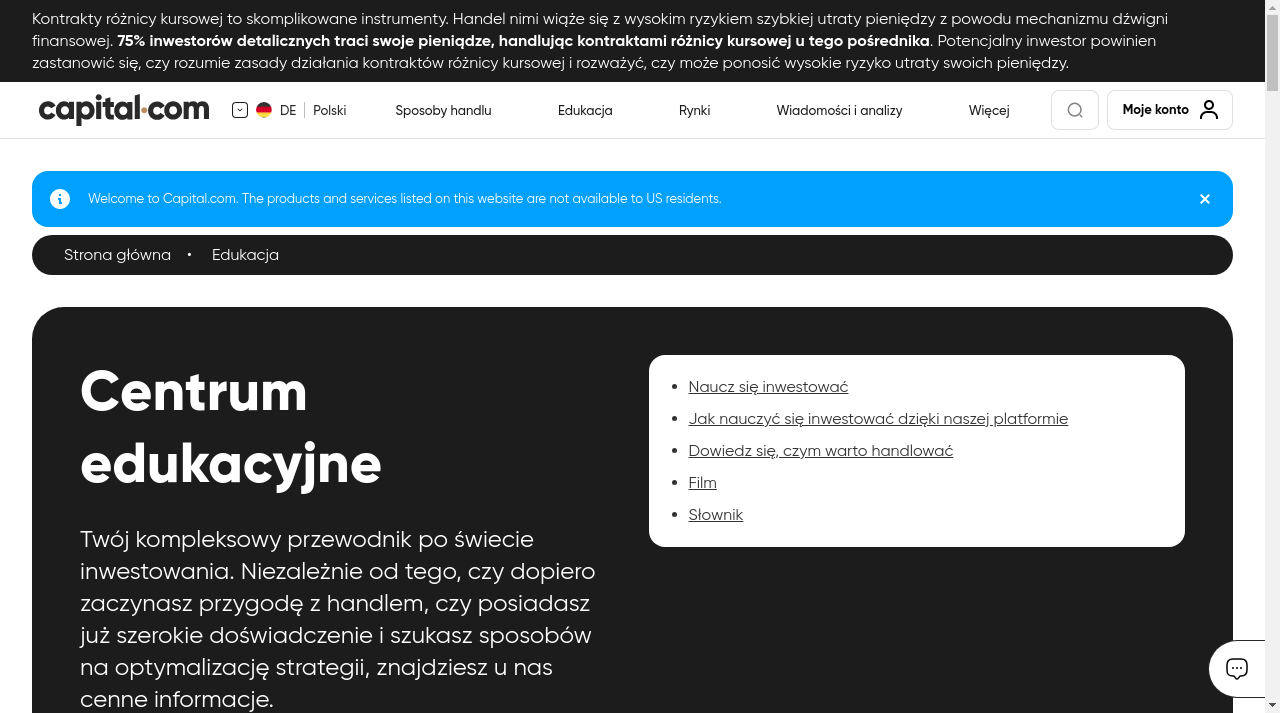 Kontrakty różnicy kursowej to skomplikowane instrumenty. Handel nimi wiąże się z wysokim ryzykiem szybkiej utraty pieniędzy z powodu mechanizmu dźwigni
finansowej. 75% inwestorów detalicznych traci swoje pieniądze, handlując kontraktami różnicy kursowej u tego pośrednika. Potencjalny inwestor powinien
zastanowić się, czy rozumie zasady działania kontraktów różnicy kursowej i rozważyć, czy może ponosić wysokie ryzyko utraty swoich pieniędzy.
capital.com DE Polski Sposoby handlu Edukacja Rynki Wiadomości i analizy Więcej Moje konto
Welcome to Capital.com. The products and services listed on this website are not available to US residents.
Strona główna • Edukacja
Centrum
edukacyjne
Twój kompleksowy przewodnik po świecie
inwestowania. Niezależnie od tego, czy dopiero
zaczynasz przygodę z handlem, czy posiadasz
już szerokie doświadczenie i szukasz sposobów
na optymalizację strategii, znajdziesz u nas
cenne informacje.
Naucz się inwestować
Jak nauczyć się inwestować dzięki naszej platformie
Dowiedz się, czym warto handlować
Film
Słownik